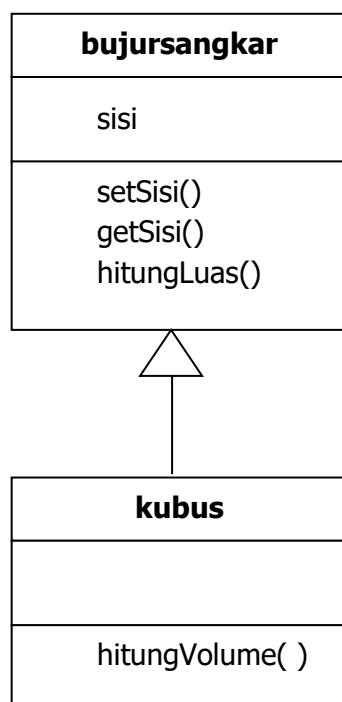 bujursangkar
sisi
setSisi()
getSisi()
hitungLuas()
kubus
hitungVolume( )